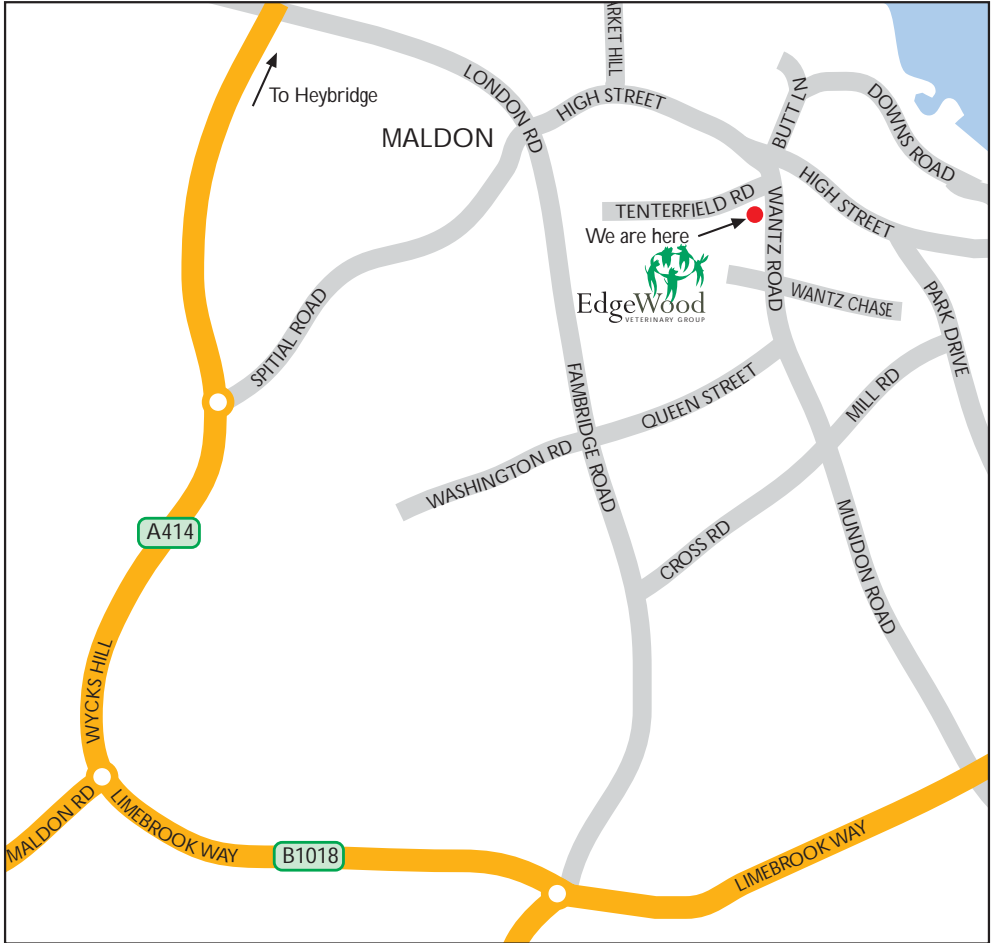 ARKET HILL
To Heybridge
LONDON RD
HIGH STREET
BUTT LN
DOWNS ROAD
MALDON
TENTERFIELD RD
WANTZ ROAD
HIGH STREET
We are here
EdgeWood
VETERINARY GROUP
WANTZ CHASE
PARK DRIVE
SPITIAL ROAD
FAMBRIDGE ROAD
QUEEN STREET
MILL RD
WASHINGTON RD
A414
CROSS RD
MUNDON ROAD
WYCKS HILL
MALDON RD
LIMEBROOK WAY
B1018
LIMEBROOK WAY